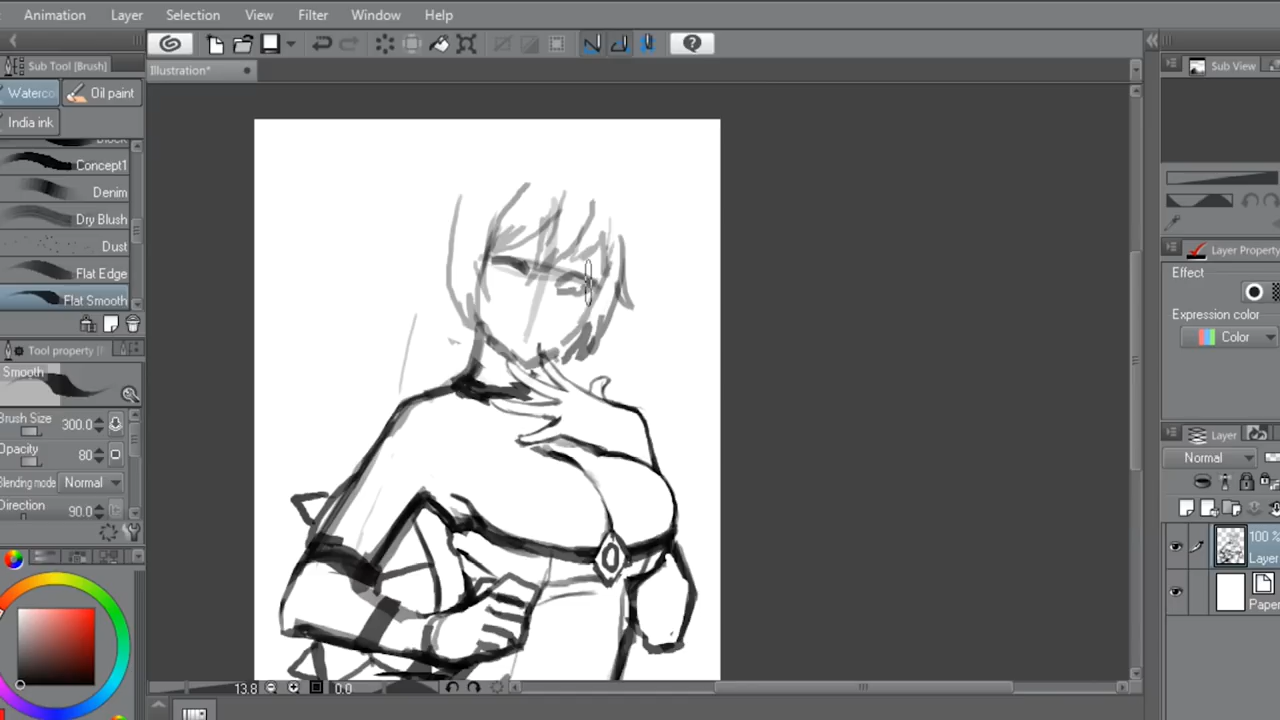 Animation Layer Selection View Filter Window Help
Sub Tool [Brush]
Illustration*
Sub View
Waterco Oil paint
India ink
Concept1
Denim
Dry Blush
Dust
Flat Edge
Flat Smooth
Tool property [
Smooth
Brush Size 300.0
Opacity 80
Blending mode Normal
Direction 90.0
Layer Property
Effect
Expression color
Color
Layer
Normal
100 %
Layer
Paper
13.8 0.0